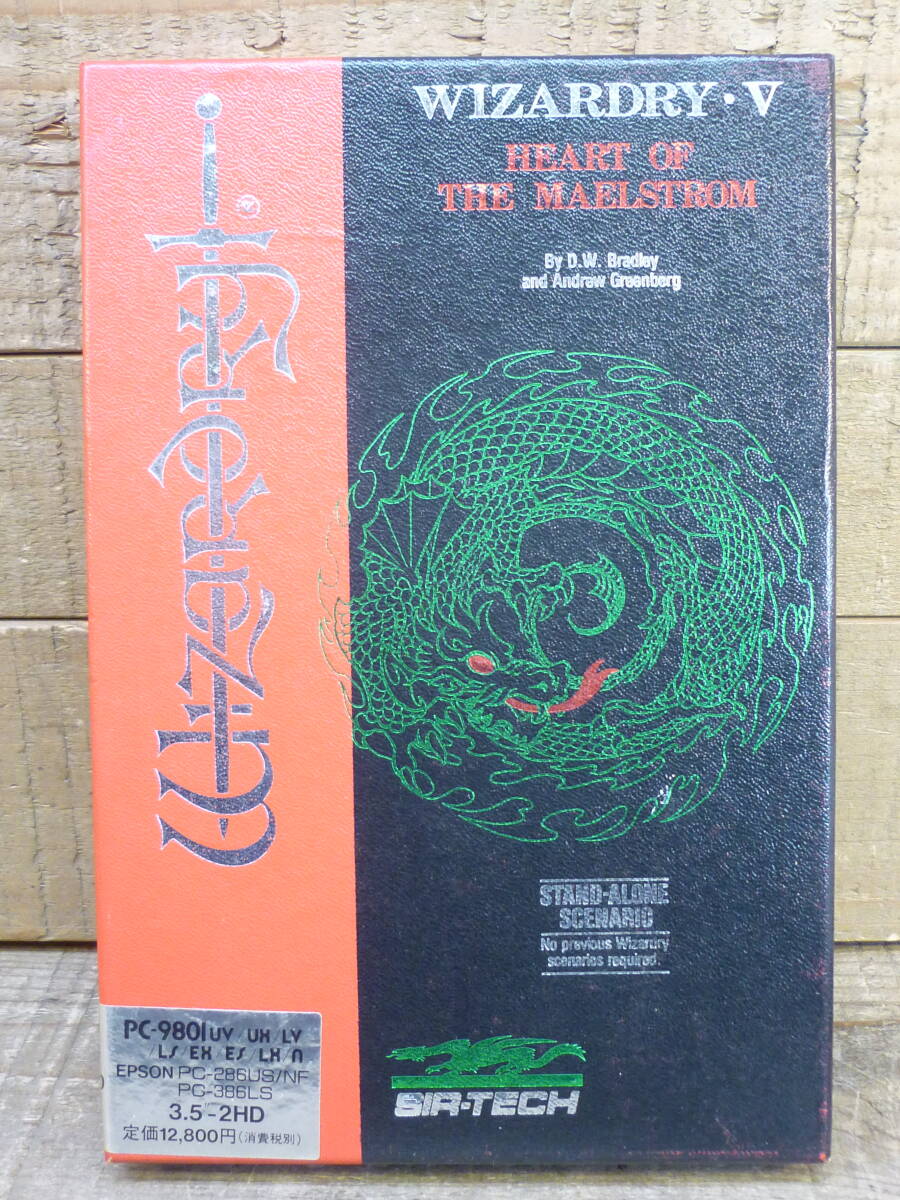 Wizardry
WIZARDRY・V
HEART OF
THE MAELSTROM
By D.W. Bradley
and Andrew Greenberg
STAND-ALONE
SCENARIO
No previous Wizardry
scenarios required.
SIR-TECH
PC-9801UV/UX/LV
/LS/EX/ES/LX/n
EPSON PC-286US/NF
PC-386LS
3.5"-2HD
定価12,800円(消費税別)